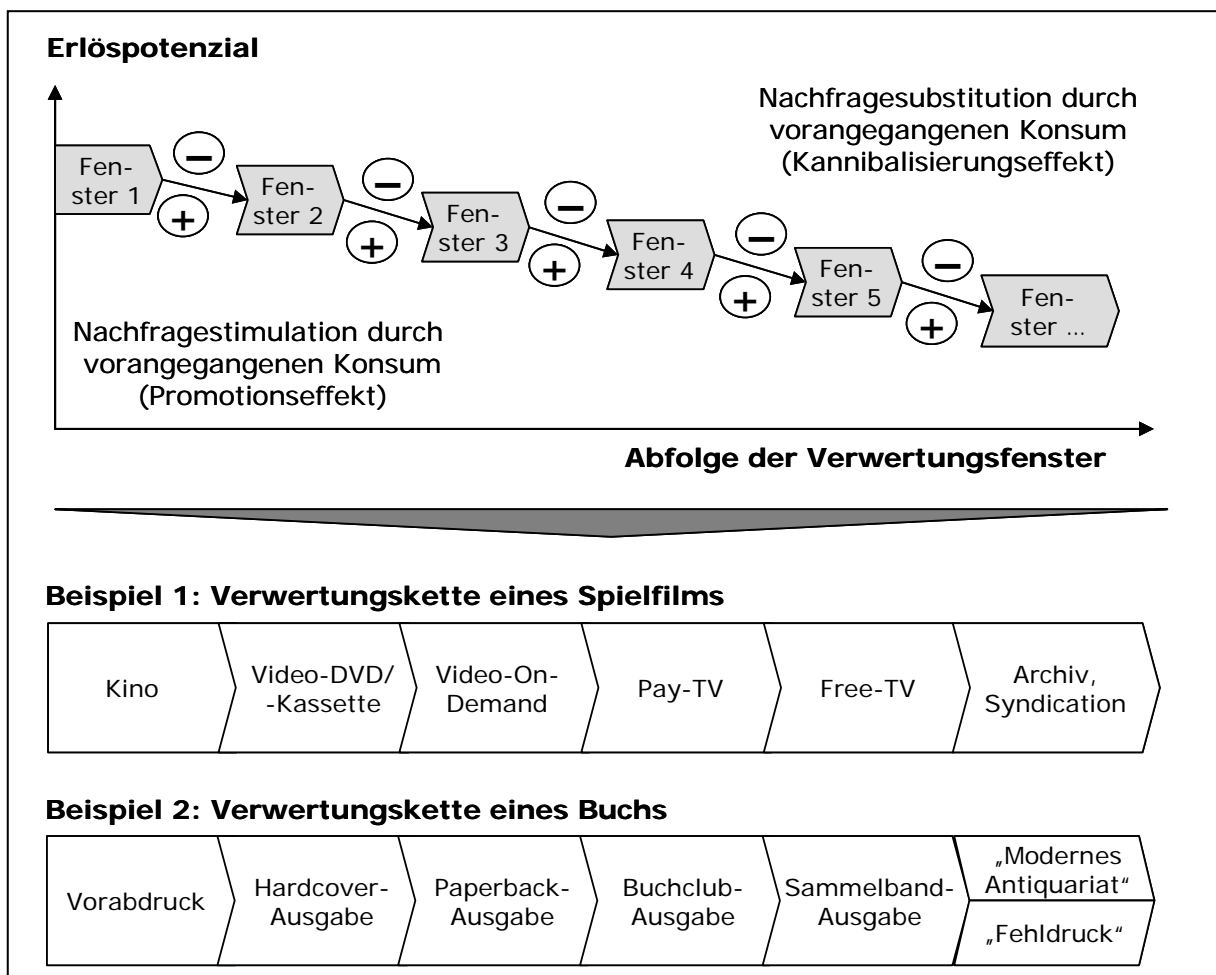 Erlöspotenzial
Nachfragesubstitution durch
vorangegangenen Konsum
(Kannibalisierungseffekt)
Fen-
ster 1
−
+
Fen-
ster 2
−
+
Fen-
ster 3
−
+
Fen-
ster 4
−
+
Fen-
ster 5
−
+
Fen-
ster ...
Nachfragestimulation durch
vorangegangenen Konsum
(Promotionseffekt)
Abfolge der Verwertungsfenster
Beispiel 1: Verwertungskette eines Spielfilms
Kino
Video-DVD/
-Kassette
Video-On-
Demand
Pay-TV
Free-TV
Archiv,
Syndication
Beispiel 2: Verwertungskette eines Buchs
Vorabdruck
Hardcover-
Ausgabe
Paperback-
Ausgabe
Buchclub-
Ausgabe
Sammelband-
Ausgabe
„Modernes
Antiquariat“
„Fehldruck“